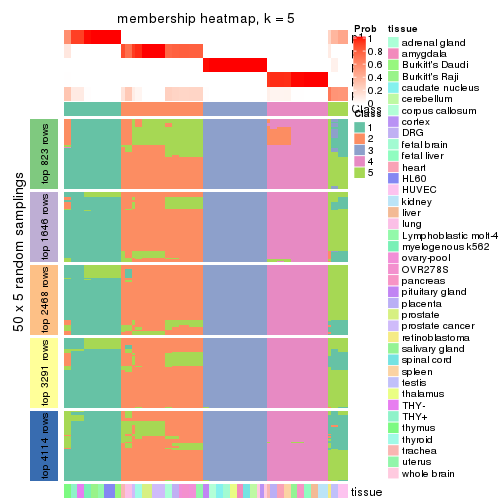 membership heatmap, k = 5
50 x 5 random samplings
top 823 rows
top 1646 rows
top 2468 rows
top 3291 rows
top 4114 rows
Prob
1
0.8
0.6
0.4
0.2
0
Class
Class
1
2
3
4
5
tissue
adrenal gland
amygdala
Burkitt's Daudi
Burkitt's Raji
caudate nucleus
cerebellum
corpus callosum
cortex
DRG
fetal brain
fetal liver
heart
HL60
HUVEC
kidney
liver
lung
Lymphoblastic molt-4
myelogenous k562
ovary-pool
OVR278S
pancreas
pituitary gland
placenta
prostate
prostate cancer
retinoblastoma
salivary gland
spinal cord
spleen
testis
thalamus
THY-
THY+
thymus
thyroid
trachea
uterus
whole brain
tissue